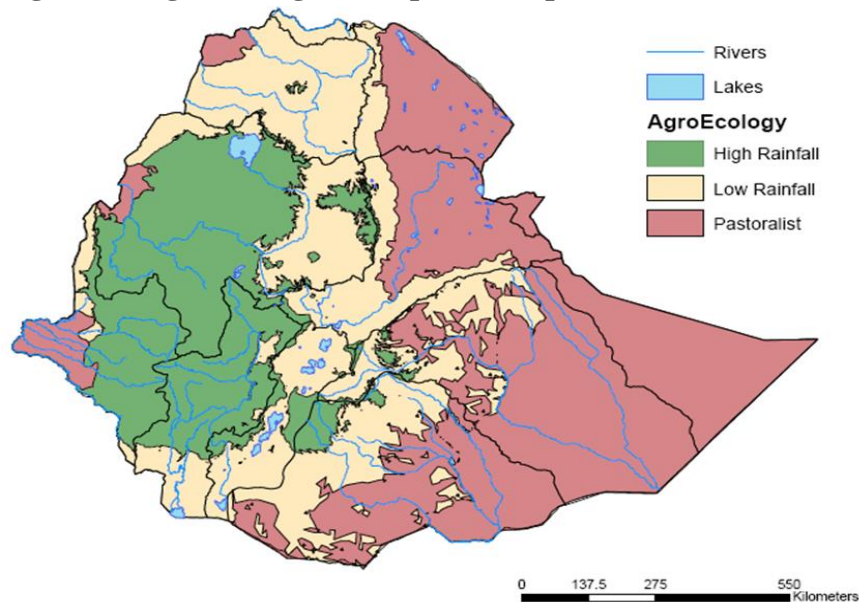 Rivers
Lakes
AgroEcology
High Rainfall
Low Rainfall
Pastoralist
0 137.5 275 550
Kilometers